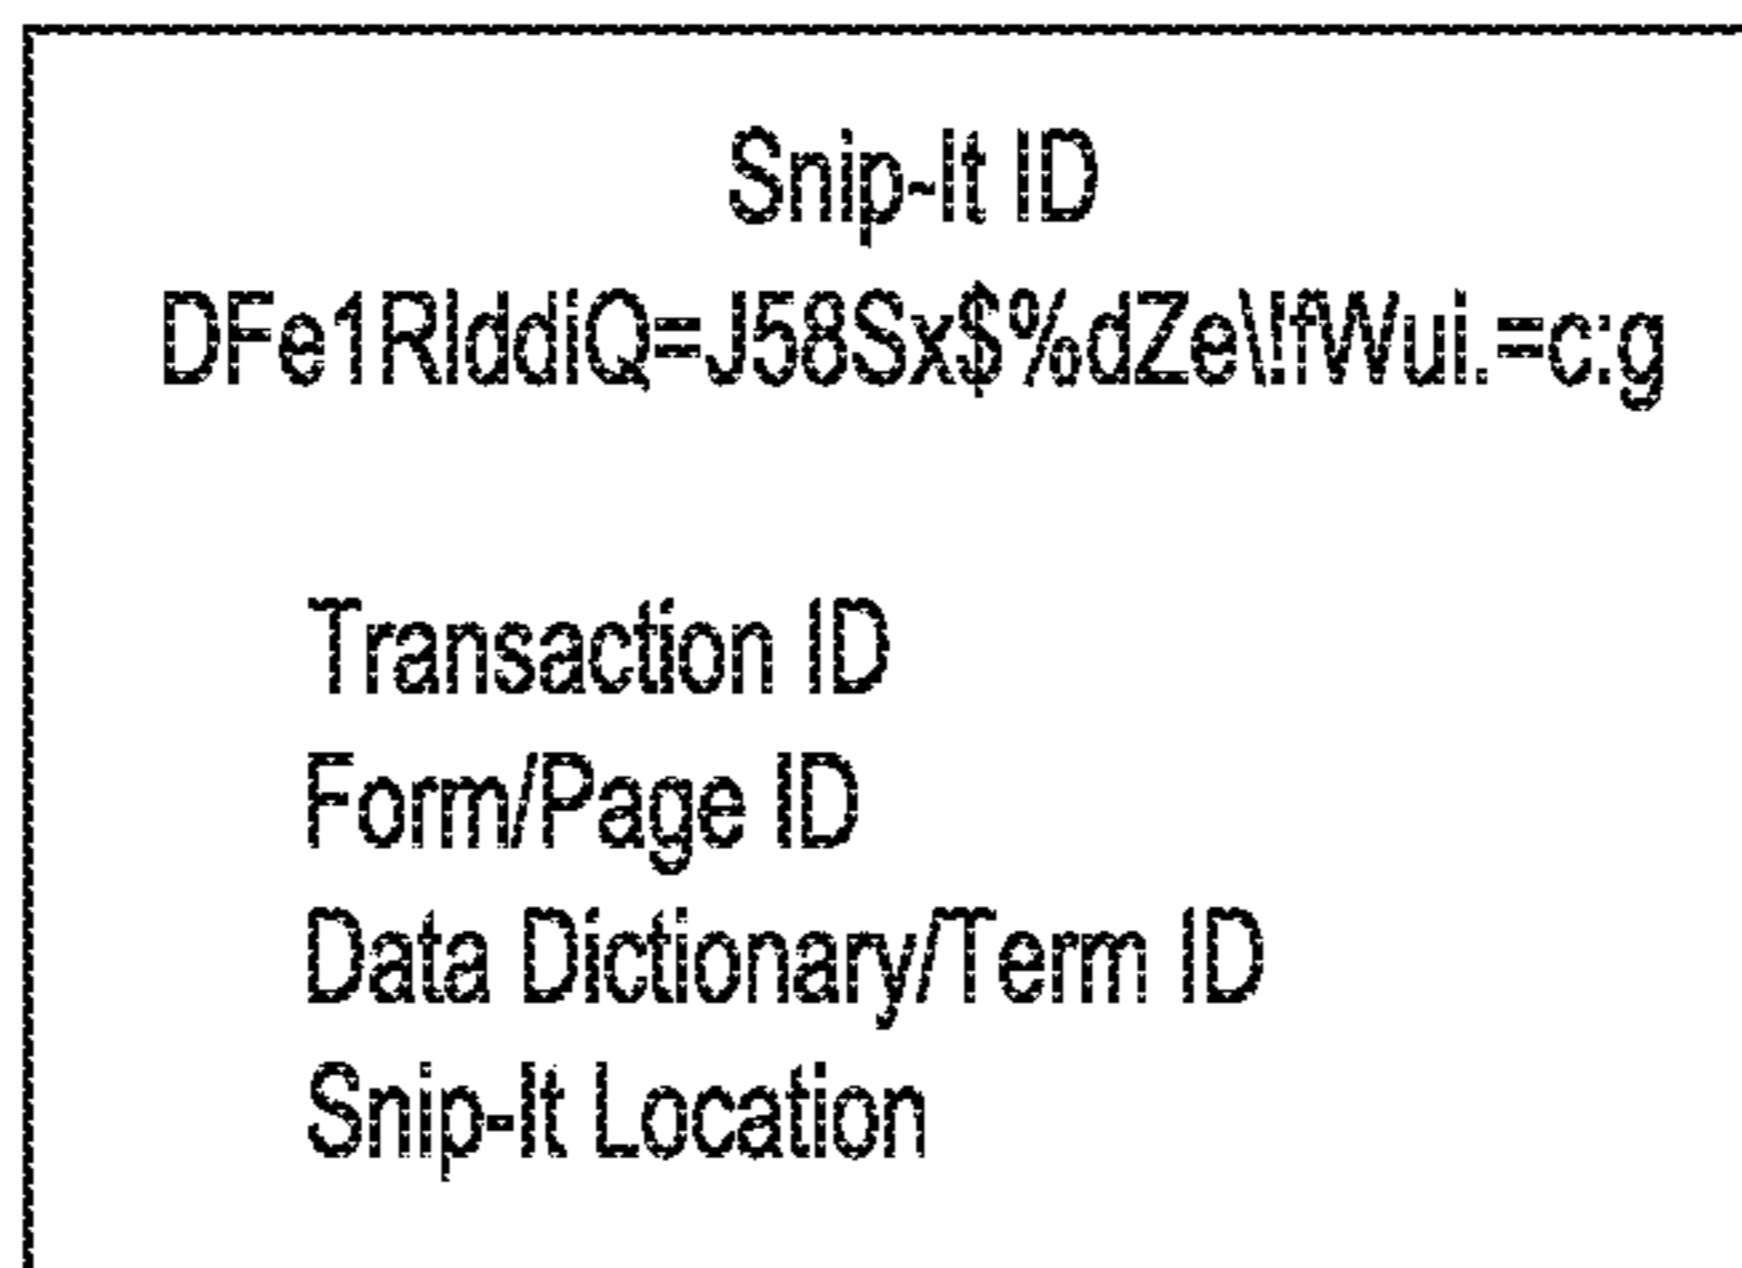 Snip-It ID
DFe1RlddiQ=J58Sx$%dZe\!fWui.=c:g
Transaction ID
Form/Page ID
Data Dictionary/Term ID
Snip-It Location